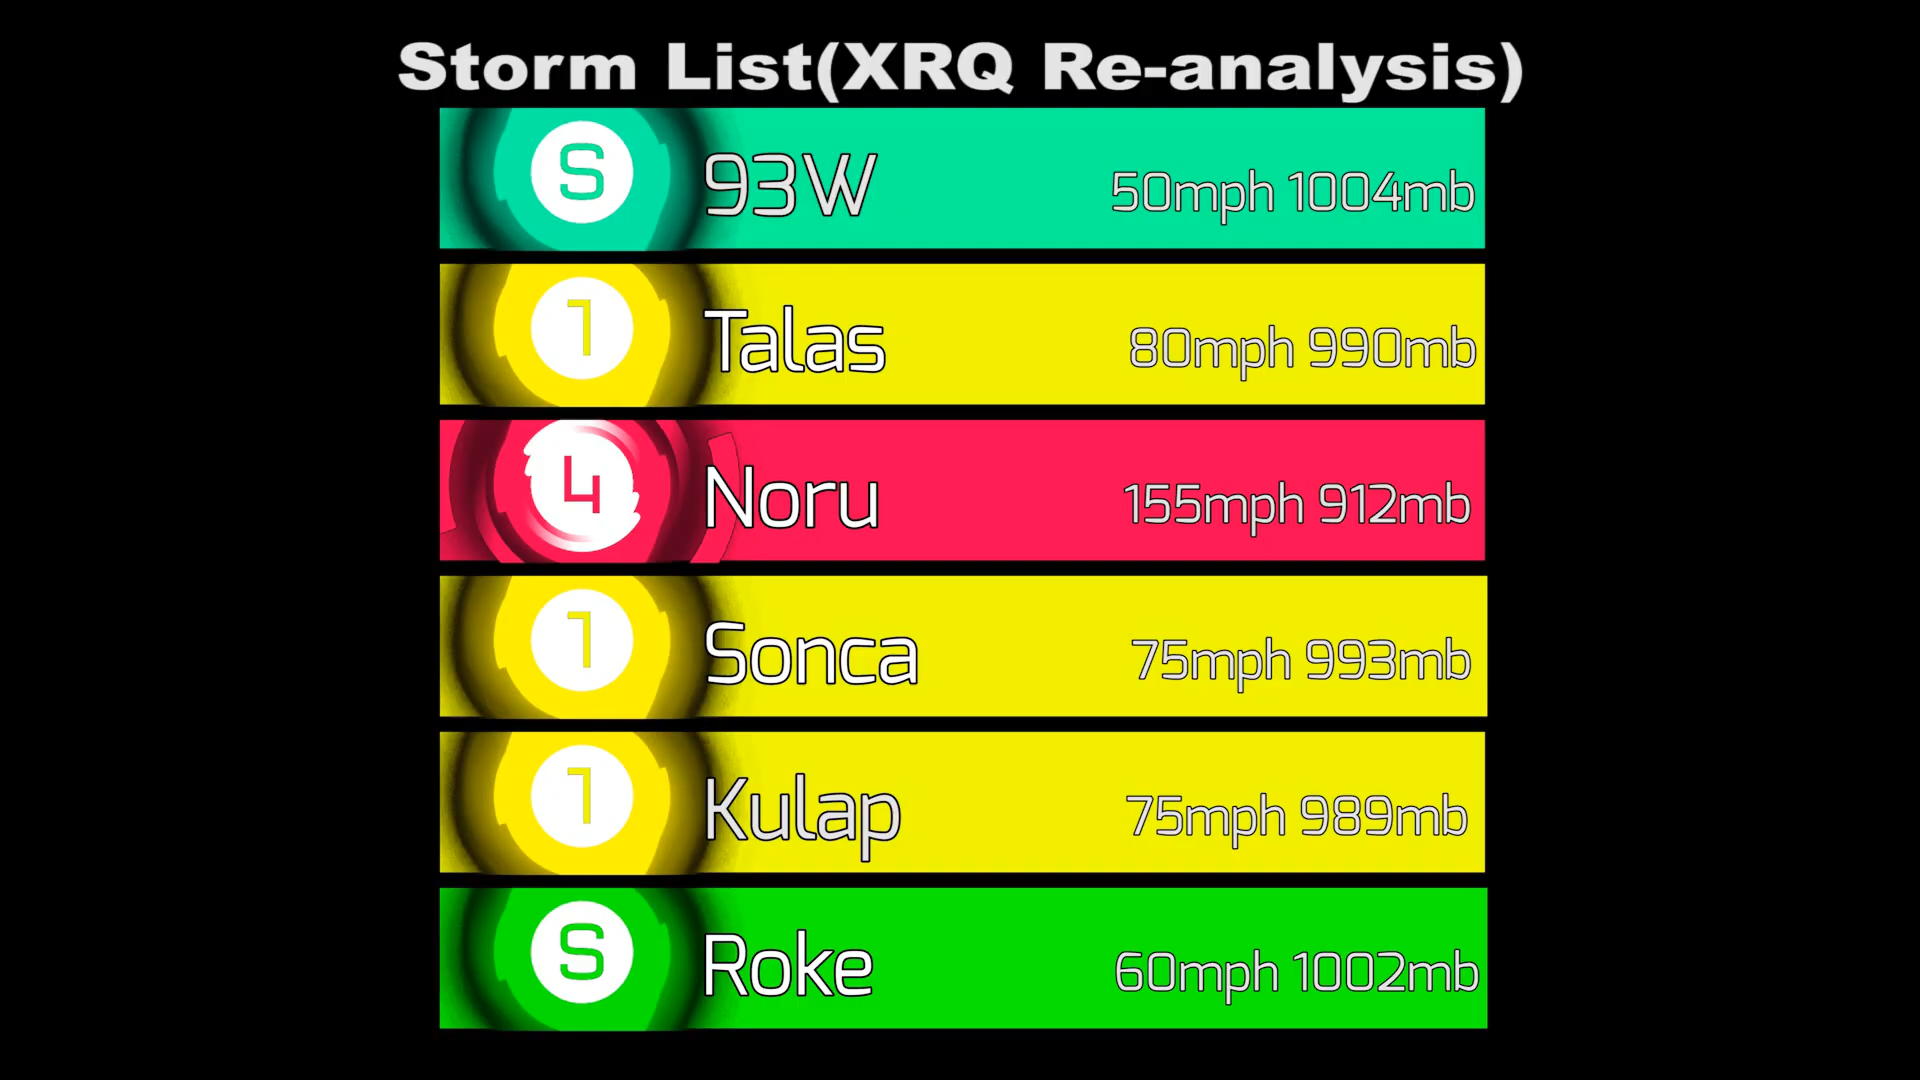 Storm List(XRQ Re-analysis)
S 93W 50mph 1004mb
1 Talas 80mph 990mb
4 Noru 155mph 912mb
1 Sonca 75mph 993mb
1 Kulap 75mph 989mb
S Roke 60mph 1002mb